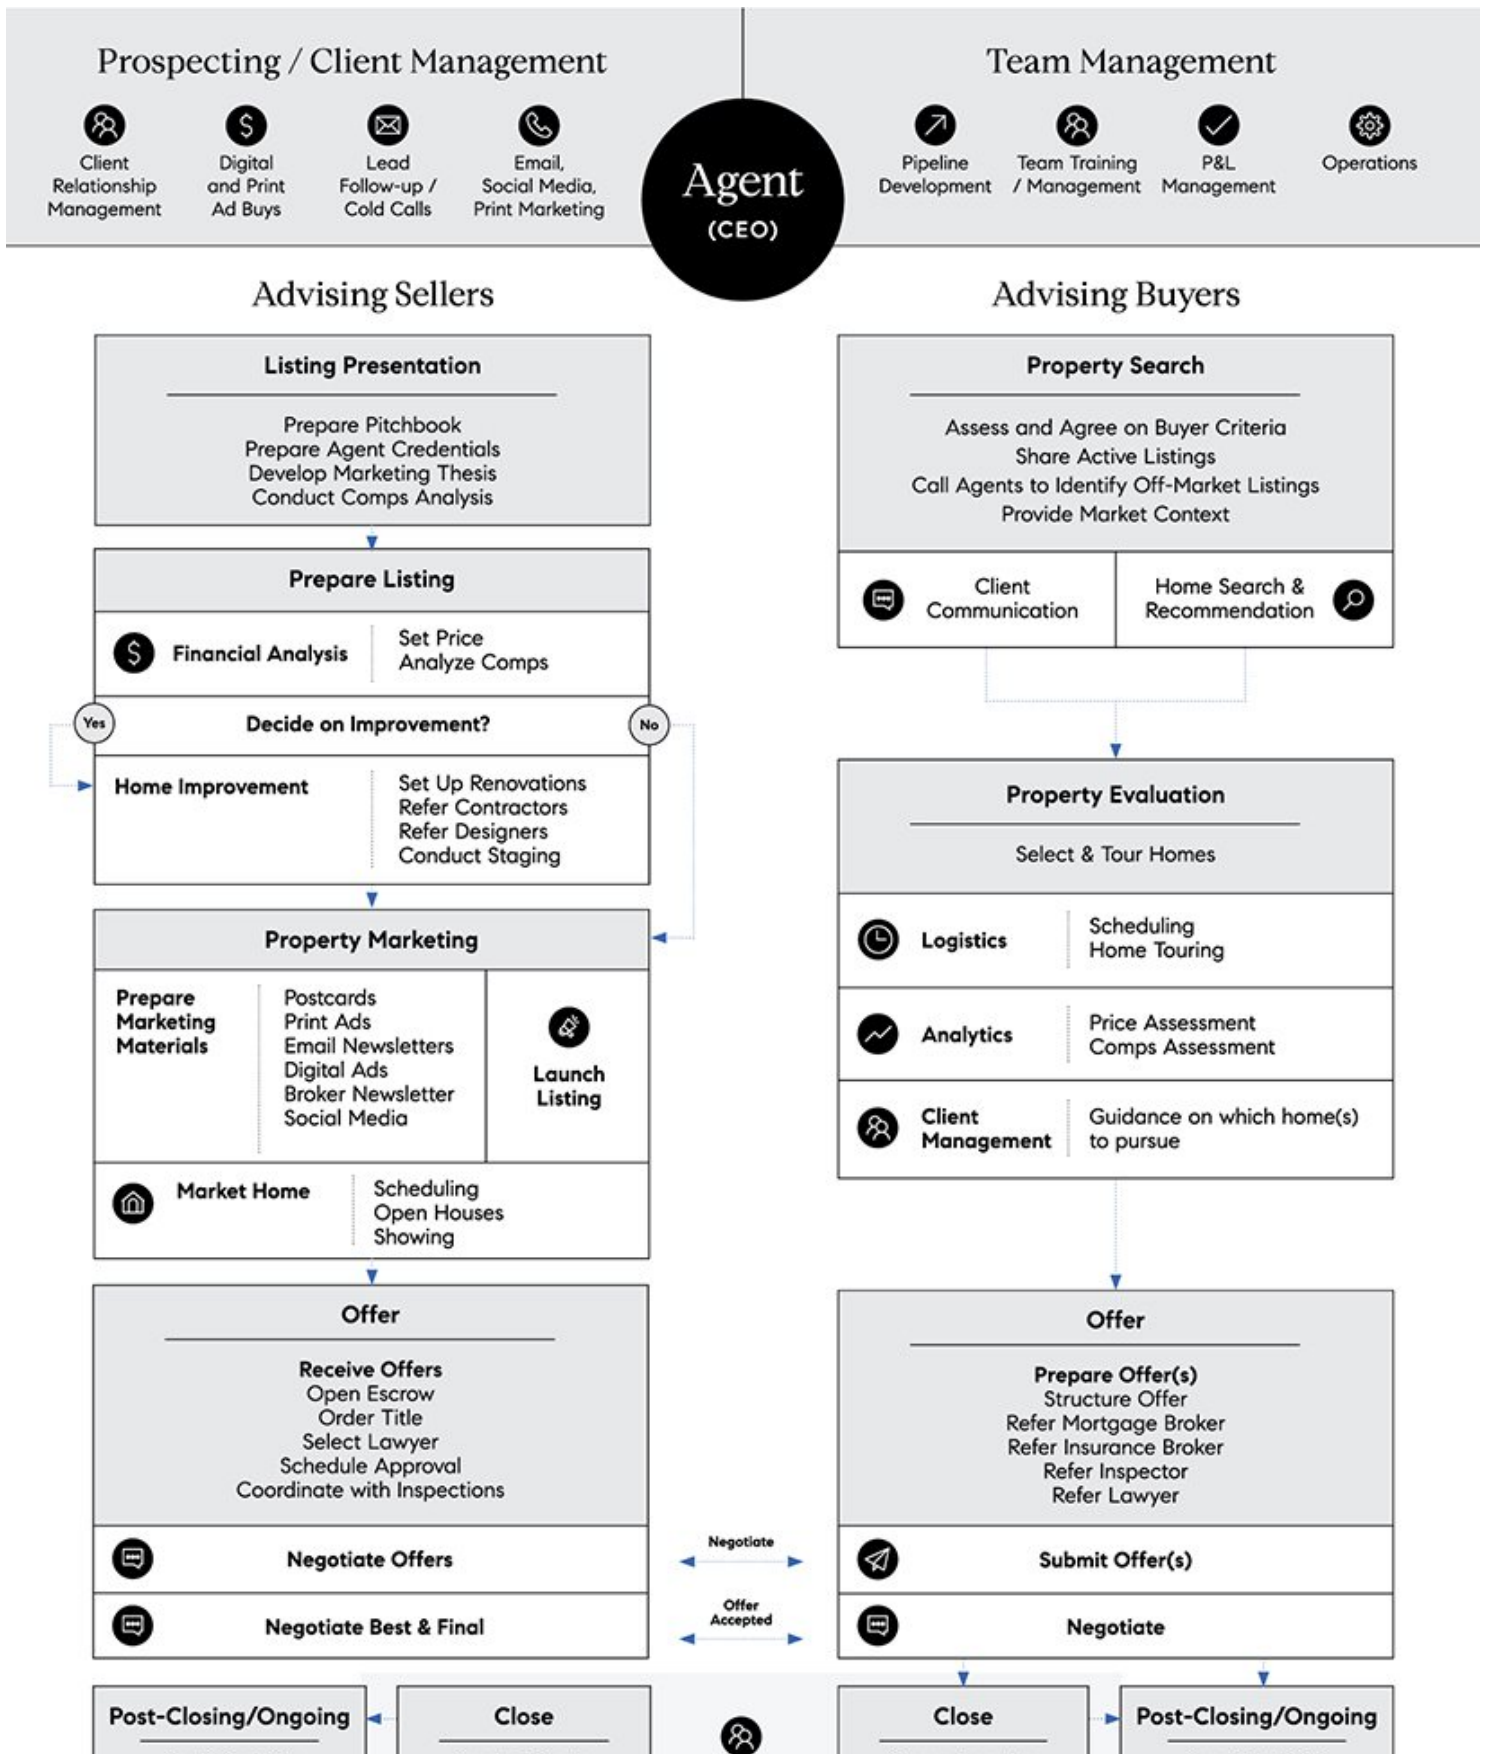 Prospecting / Client Management
Client
Relationship
Management
Digital
and Print
Ad Buys
Lead
Follow-up /
Cold Calls
Email,
Social Media,
Print Marketing
Agent
(CEO)
Team Management
Pipeline
Development
Team Training
/ Management
P&L
Management
Operations
Advising Sellers
Listing Presentation
Prepare Pitchbook
Prepare Agent Credentials
Develop Marketing Thesis
Conduct Comps Analysis
Prepare Listing
Financial Analysis
Set Price
Analyze Comps
Yes
Decide on Improvement?
No
Home Improvement
Set Up Renovations
Refer Contractors
Refer Designers
Conduct Staging
Property Marketing
Prepare
Marketing
Materials
Postcards
Print Ads
Email Newsletters
Digital Ads
Broker Newsletter
Social Media
Launch
Listing
Market Home
Scheduling
Open Houses
Showing
Offer
Receive Offers
Open Escrow
Order Title
Select Lawyer
Schedule Approval
Coordinate with Inspections
Negotiate Offers
Negotiate Best & Final
Negotiate
Offer
Accepted
Advising Buyers
Property Search
Assess and Agree on Buyer Criteria
Share Active Listings
Call Agents to Identify Off-Market Listings
Provide Market Context
Client
Communication
Home Search &
Recommendation
Property Evaluation
Select & Tour Homes
Logistics
Scheduling
Home Touring
Analytics
Price Assessment
Comps Assessment
Client
Management
Guidance on which home(s)
to pursue
Offer
Prepare Offer(s)
Structure Offer
Refer Mortgage Broker
Refer Insurance Broker
Refer Inspector
Refer Lawyer
Submit Offer(s)
Negotiate
Post-Closing/Ongoing
Close
Close
Post-Closing/Ongoing